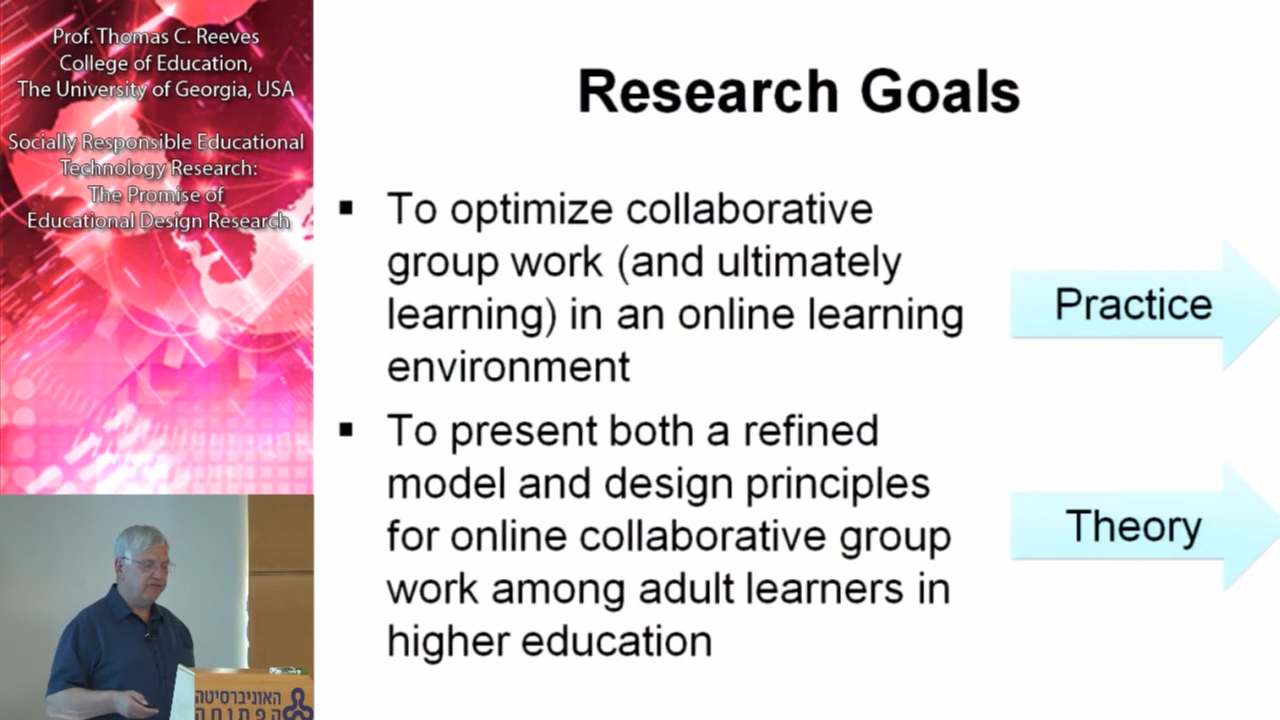 Prof. Thomas C. Reeves
College of Education,
The University of Georgia, USA
Socially Responsible Educational
Technology Research:
The Promise of
Educational Design Research
Research Goals
▪ To optimize collaborative
group work (and ultimately
learning) in an online learning
environment
Practice
▪ To present both a refined
model and design principles
for online collaborative group
work among adult learners in
higher education
Theory
האוניברסיטה
הפתוחה